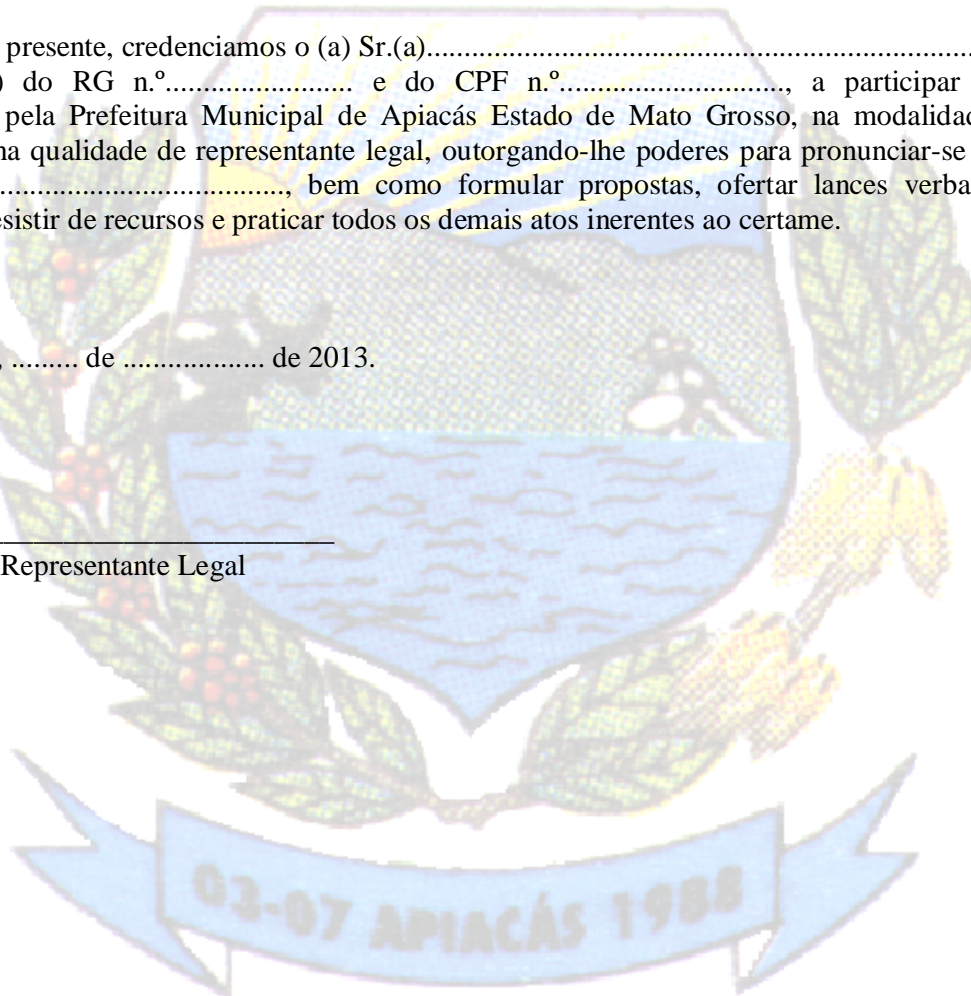 presente, credenciamos o (a) Sr.(a)........................................................................
) do RG n.º......................... e do CPF n.º.............................., a participar
pela Prefeitura Municipal de Apiacás Estado de Mato Grosso, na modalidad
na qualidade de representante legal, outorgando-lhe poderes para pronunciar-se
......................................, bem como formular propostas, ofertar lances verba
esistir de recursos e praticar todos os demais atos inerentes ao certame.
, ......... de ................... de 2013.
________________________
Representante Legal
03-07 APIACÁS 1988